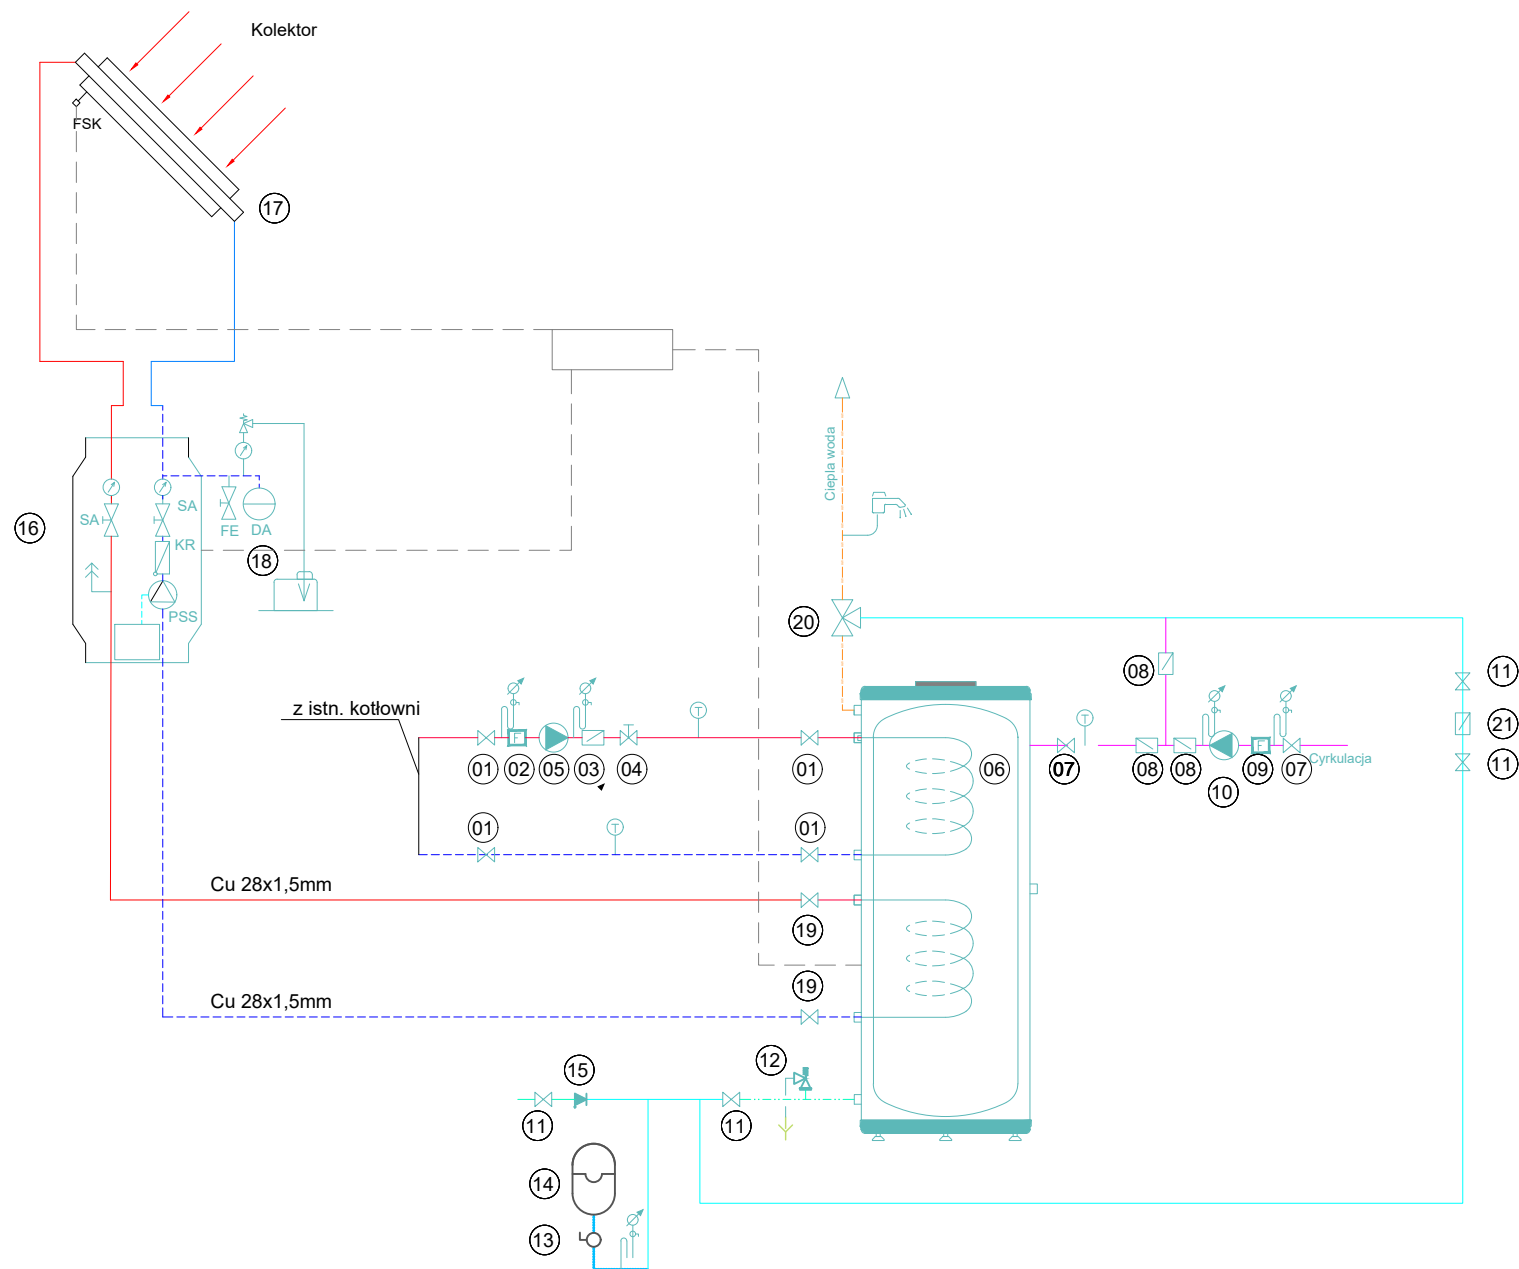 Kolektor
FSK
17
Ciepla woda
SA
SA
16
FE
DA
KR
18
PSS
20
08
11
z istn. kotłowni
T
T
21
F
F
01
02
05
03
04
01
06
07
08
08
09
07
Cyrkulacja
11
10
01
T
01
Cu 28x1,5mm
19
19
Cu 28x1,5mm
12
15
11
11
14
13